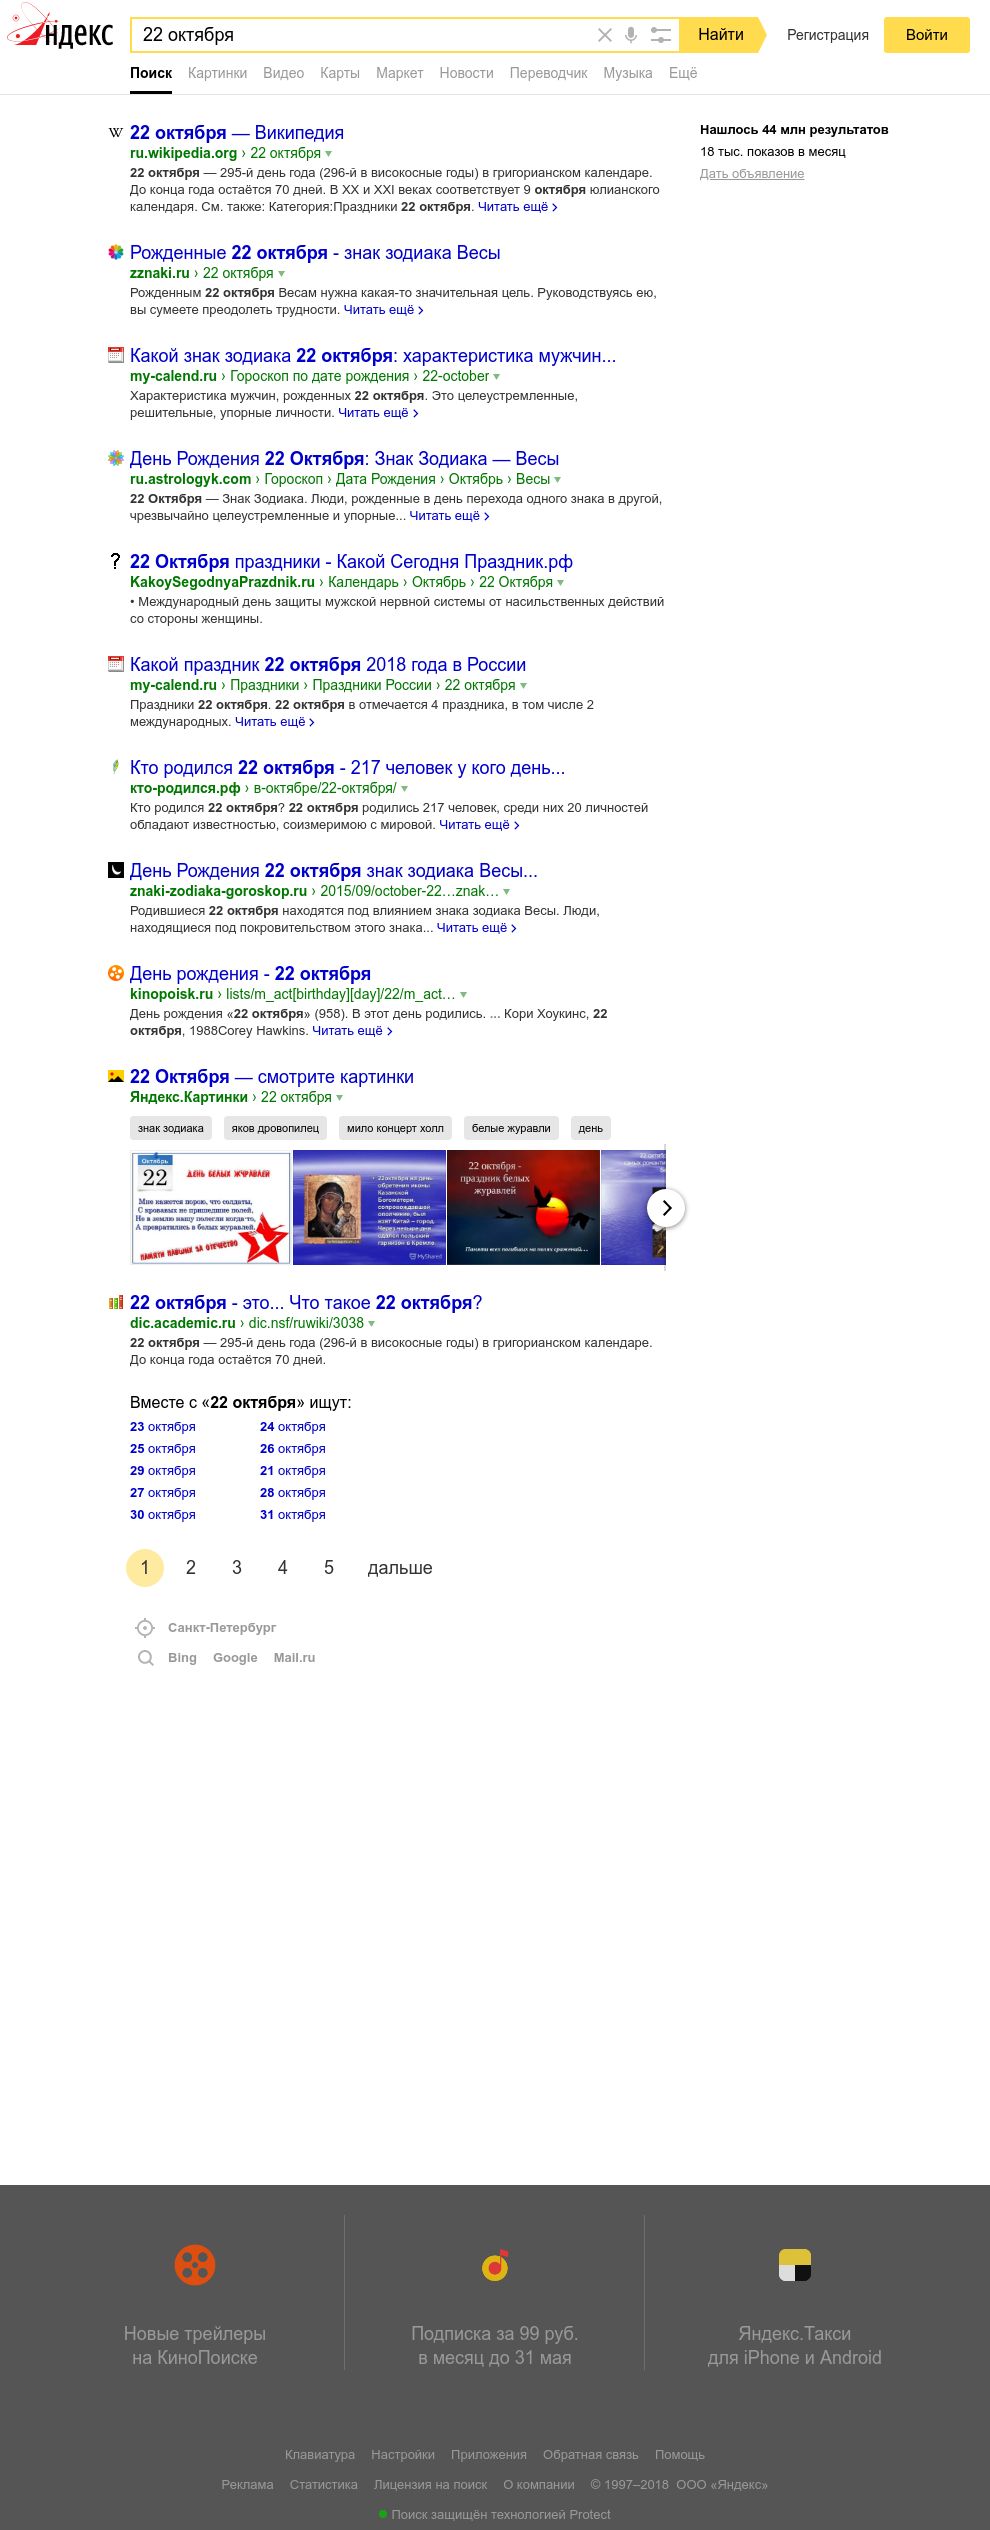 Яндекс
22 октября
Найти
Регистрация
Войти
Поиск Картинки Видео Карты Маркет Новости Переводчик Музыка Ещё
Нашлось 44 млн результатов
18 тыс. показов в месяц
Дать объявление
22 октября — Википедия
ru.wikipedia.org › 22 октября
22 октября — 295-й день года (296-й в високосные годы) в григорианском календаре.
До конца года остаётся 70 дней. В XX и XXI веках соответствует 9 октября юлианского
календаря. См. также: Категория:Праздники 22 октября. Читать ещё ›
Рожденные 22 октября - знак зодиака Весы
zznaki.ru › 22 октября
Рожденным 22 октября Весам нужна какая-то значительная цель. Руководствуясь ею,
вы сумеете преодолеть трудности. Читать ещё ›
Какой знак зодиака 22 октября: характеристика мужчин...
my-calend.ru › Гороскоп по дате рождения › 22-october
Характеристика мужчин, рожденных 22 октября. Это целеустремленные,
решительные, упорные личности. Читать ещё ›
День Рождения 22 Октября: Знак Зодиака — Весы
ru.astrologyk.com › Гороскоп › Дата Рождения › Октябрь › Весы
22 Октября — Знак Зодиака. Люди, рожденные в день перехода одного знака в другой,
чрезвычайно целеустремленные и упорные... Читать ещё ›
22 Октября праздники - Какой Сегодня Праздник.рф
KakoySegodnyaPrazdnik.ru › Календарь › Октябрь › 22 Октября
• Международный день защиты мужской нервной системы от насильственных действий
со стороны женщины.
Какой праздник 22 октября 2018 года в России
my-calend.ru › Праздники › Праздники России › 22 октября
Праздники 22 октября. 22 октября в отмечается 4 праздника, в том числе 2
международных. Читать ещё ›
Кто родился 22 октября - 217 человек у кого день...
кто-родился.рф › в-октябре/22-октября/
Кто родился 22 октября? 22 октября родились 217 человек, среди них 20 личностей
обладают известностью, соизмеримою с мировой. Читать ещё ›
День Рождения 22 октября знак зодиака Весы...
znaki-zodiaka-goroskop.ru › 2015/09/october-22…znak…
Родившиеся 22 октября находятся под влиянием знака зодиака Весы. Люди,
находящиеся под покровительством этого знака... Читать ещё ›
День рождения - 22 октября
kinopoisk.ru › lists/m_act[birthday][day]/22/m_act…
День рождения «22 октября» (958). В этот день родились. ... Кори Хоукинс, 22
октября, 1988Corey Hawkins. Читать ещё ›
22 Октября — смотрите картинки
Яндекс.Картинки › 22 октября
знак зодиака яков дровопилец мило концерт холл белые журавли день
Октябрь
22
ДЕНЬ БЕЛЫХ ЖУРАВЛЕЙ
Мне кажется порою, что солдаты,
С кровавых не пришедшие полей,
Не в землю нашу полегли когда-то,
А превратились в белых журавлей.
ПАМЯТИ ПАВШИХ ЗА ОТЕЧЕСТВО
• 22октября из день
обретения иконы
Казанской
Богоматери,
сопровождавшей
ополчение, был
взят Китай – город.
Через несколько дней
сдался польский
гарнизон в Кремле.
MyShared
22 октября -
праздник белых
журавлей
Памяти всех погибших на полях сражений…
22 октября - это... Что такое 22 октября?
dic.academic.ru › dic.nsf/ruwiki/3038
22 октября — 295-й день года (296-й в високосные годы) в григорианском календаре.
До конца года остаётся 70 дней.
Вместе с «22 октября» ищут:
23 октября 24 октября
25 октября 26 октября
29 октября 21 октября
27 октября 28 октября
30 октября 31 октября
1 2 3 4 5 дальше
Санкт-Петербург
Bing Google Mail.ru
Новые трейлеры
на КиноПоиске
Подписка за 99 руб.
в месяц до 31 мая
Яндекс.Такси
для iPhone и Android
Клавиатура Настройки Приложения Обратная связь Помощь
Реклама Статистика Лицензия на поиск О компании © 1997–2018 ООО «Яндекс»
Поиск защищён технологией Protect